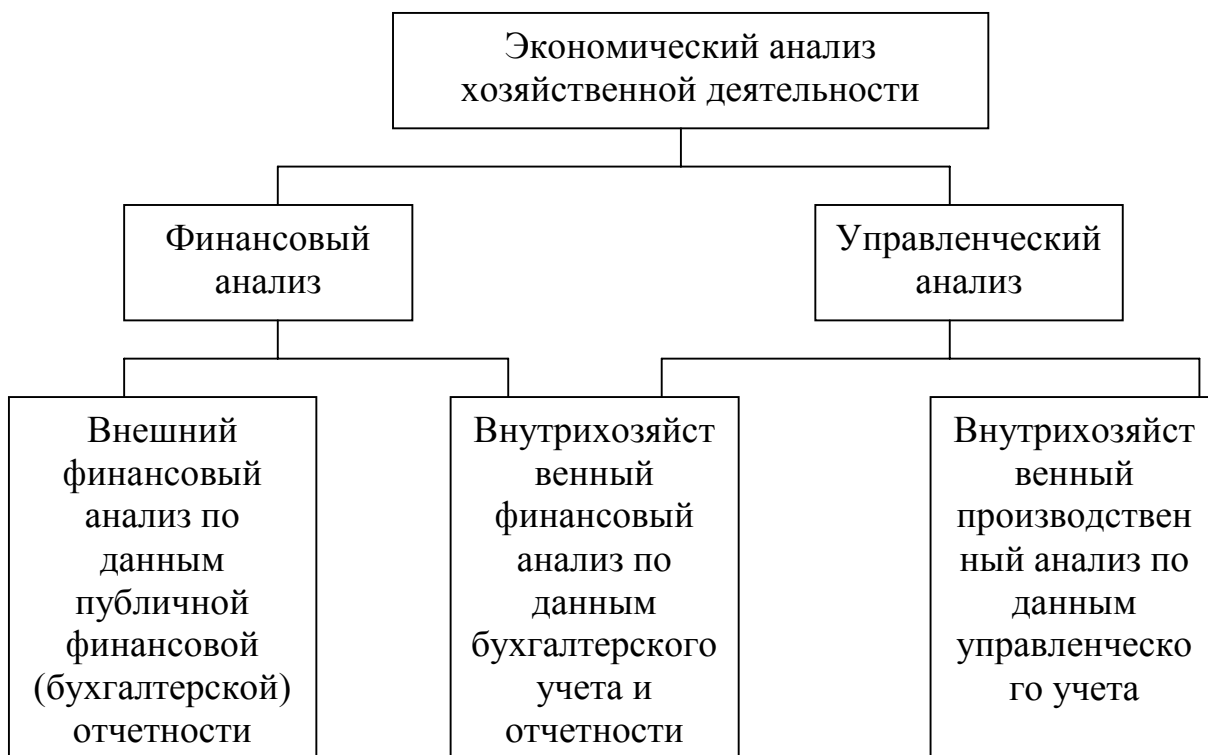 Экономический анализ
хозяйственной деятельности
Финансовый
анализ
Управленческий
анализ
Внешний
финансовый
анализ по
данным
публичной
финансовой
(бухгалтерской)
отчетности
Внутрихозяйст
венный
финансовый
анализ по
данным
бухгалтерского
учета и
отчетности
Внутрихозяйст
венный
производствен
ный анализ по
данным
управленческо
го учета